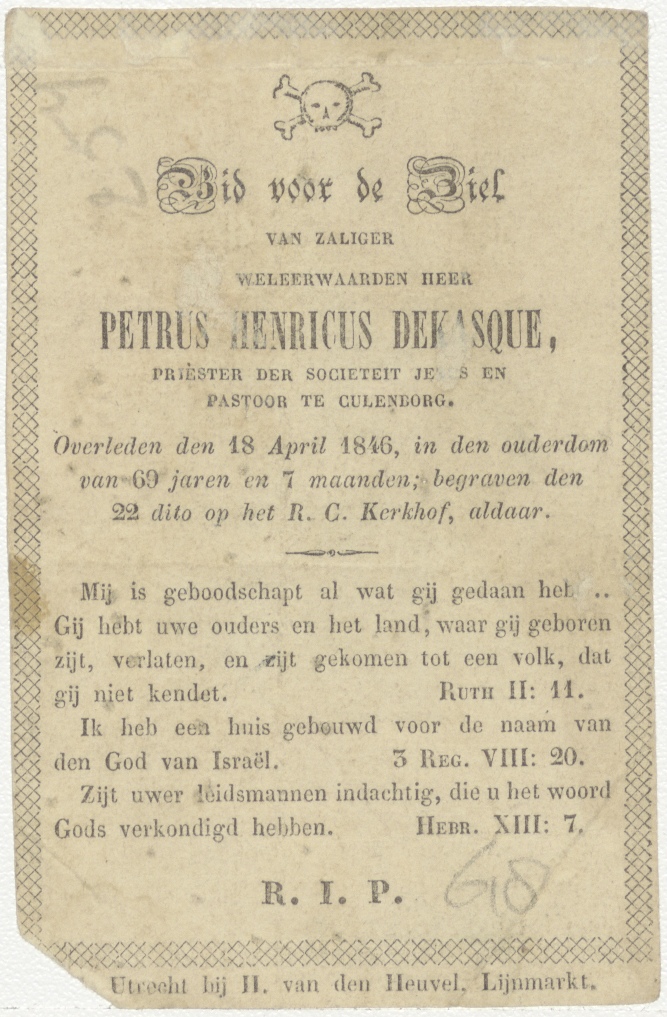 Bid voor de Ziel
VAN ZALIGER
WELEERWAARDEN HEER
PETRUS HENRICUS DEKASQUE,
PRIESTER DER SOCIETEIT JESUS EN
PASTOOR TE CULENBORG.
Overleden den 18 April 1846, in den ouderdom
van 69 jaren en 7 maanden; begraven den
22 dito op het R. C. Kerkhof, aldaar.
Mij is geboodschapt al wat gij gedaan hebt ..
Gij hebt uwe ouders en het land, waar gij geboren
zijt, verlaten, en zijt gekomen tot een volk, dat
gij niet kendet. RUTH II: 11.
Ik heb een huis gebouwd voor de naam van
den God van Israël. 3 REG. VIII: 20.
Zijt uwer leidsmannen indachtig, die u het woord
Gods verkondigd hebben. HEBR. XIII: 7.
R. I. P.
Utrecht bij H. van den Heuvel, Lijnmarkt.